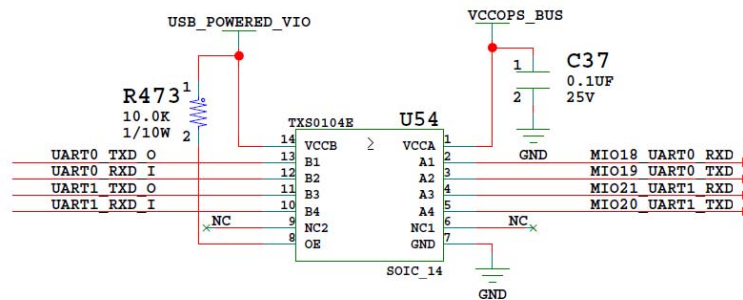 USB_POWERED_VIO
VCCOPS_BUS
R473
10.0K
1/10W
1
2
C37
0.1UF
25V
1
2
GND
TXS0104E
U54
14 VCCB VCCA 1
UART0_TXD_O 13 B1 A1 2 MIO18_UART0_RXD
UART0_RXD_I 12 B2 A2 3 MIO19_UART0_TXD
UART1_TXD_O 11 B3 A3 4 MIO21_UART1_RXD
UART1_RXD_I 10 B4 A4 5 MIO20_UART1_TXD
NC 9 NC2 NC1 6 NC
8 OE GND 7
SOIC_14
GND